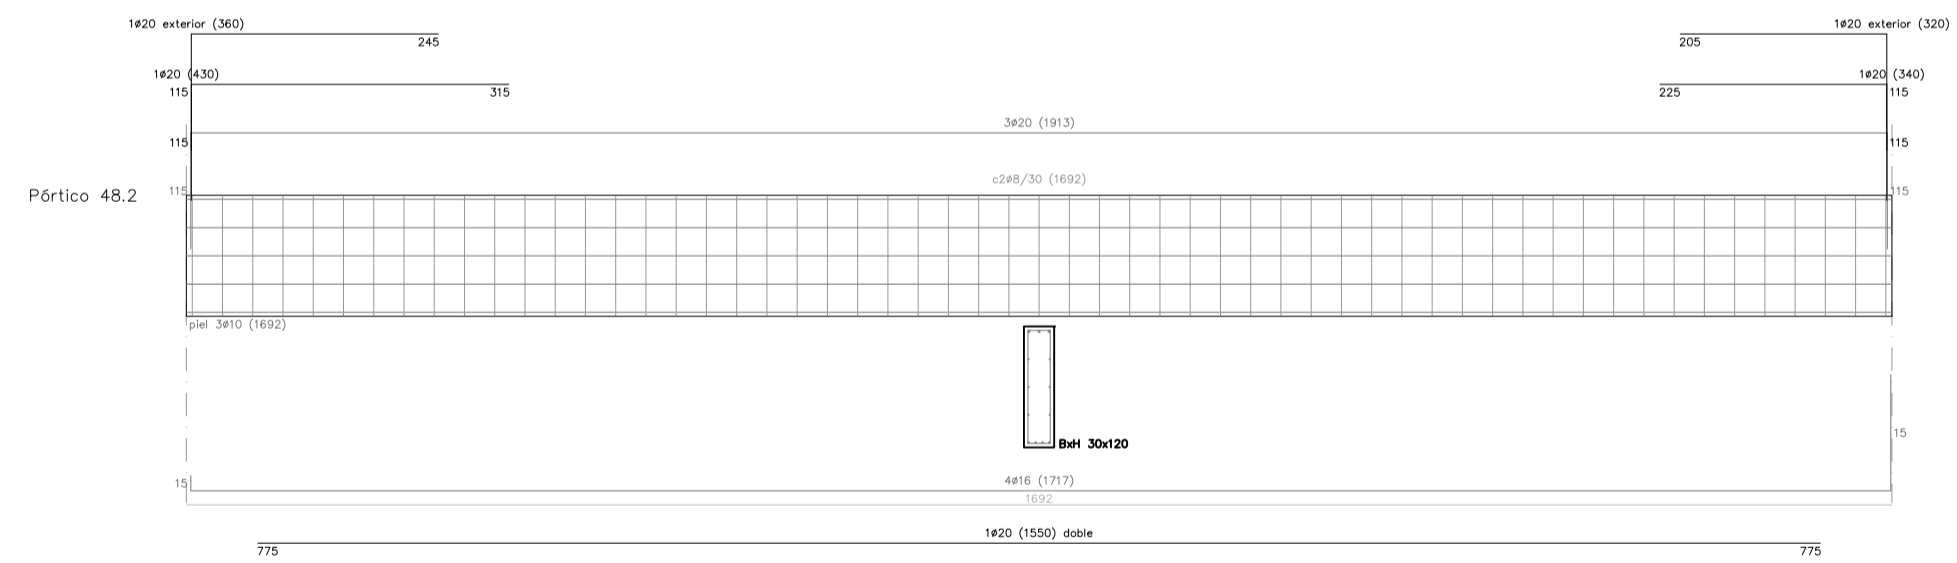 1ø20 exterior (360)
1ø20 exterior (320)
245
205
1ø20 (430)
1ø20 (340)
115
315
225
115
3ø20 (1913)
115
115
c2ø8/30 (1692)
Pórtico 48.2
115
115
piel 3ø10 (1692)
BxH 30x120
15
15
4ø16 (1717)
1692
1ø20 (1550) doble
775
775